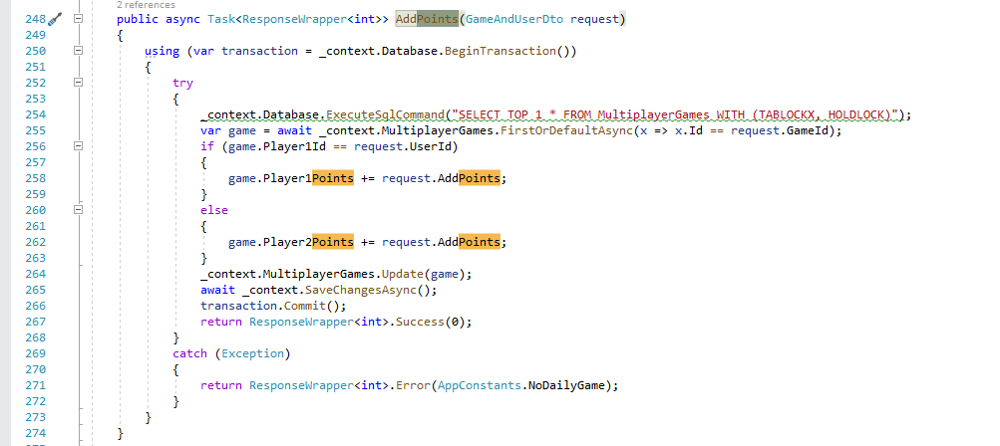 2 references
248 public async Task<ResponseWrapper<int>> AddPoints(GameAndUserDto request)
249 {
250 using (var transaction = _context.Database.BeginTransaction())
251 {
252 try
253 {
254 _context.Database.ExecuteSqlCommand("SELECT TOP 1 * FROM MultiplayerGames WITH (TABLOCKX, HOLDLOCK)");
255 var game = await _context.MultiplayerGames.FirstOrDefaultAsync(x => x.Id == request.GameId);
256 if (game.Player1Id == request.UserId)
257 {
258 game.Player1Points += request.AddPoints;
259 }
260 else
261 {
262 game.Player2Points += request.AddPoints;
263 }
264 _context.MultiplayerGames.Update(game);
265 await _context.SaveChangesAsync();
266 transaction.Commit();
267 return ResponseWrapper<int>.Success(0);
268 }
269 catch (Exception)
270 {
271 return ResponseWrapper<int>.Error(AppConstants.NoDailyGame);
272 }
273 }
274 }